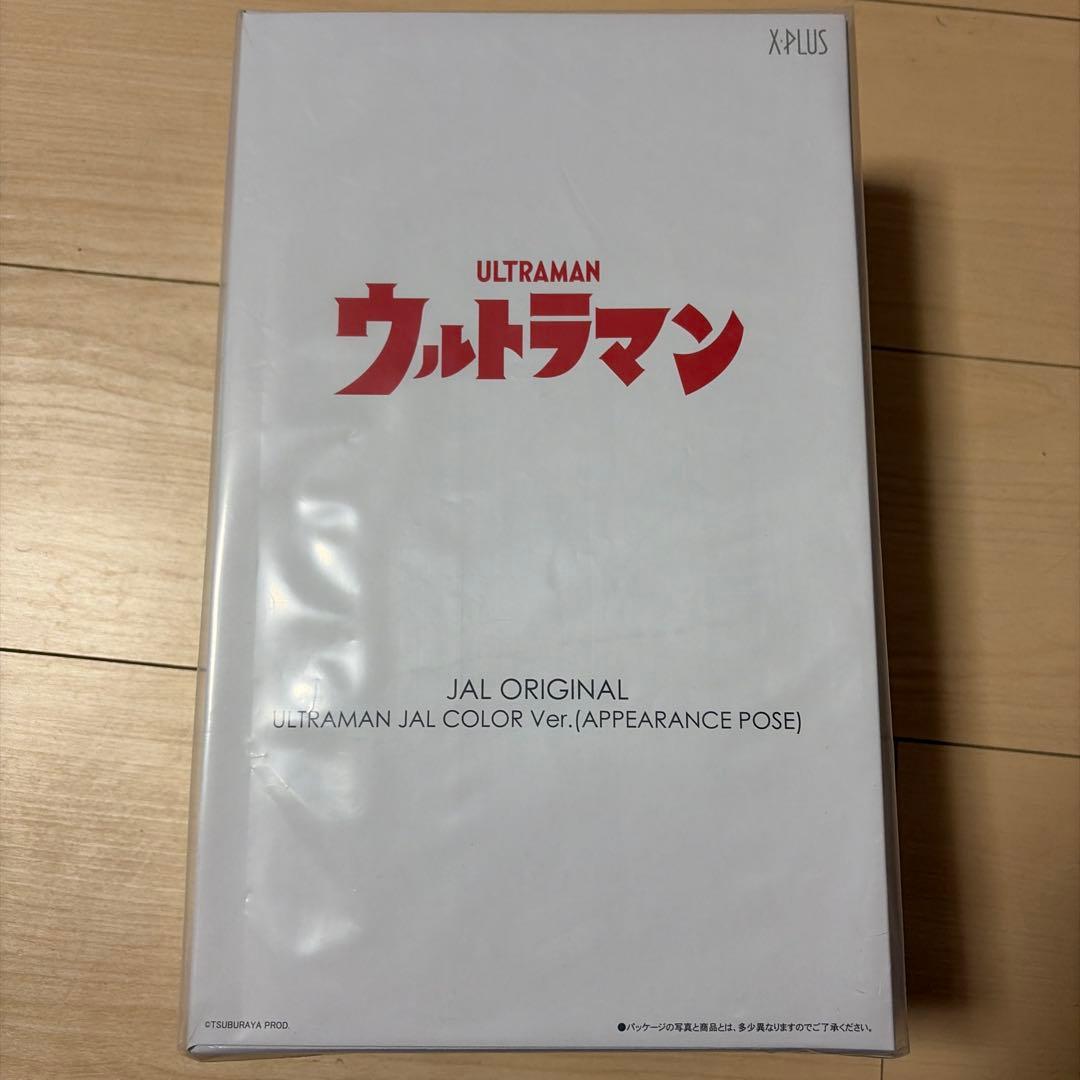 X·PLUS
ULTRAMAN
ウルトラマン
JAL ORIGINAL
ULTRAMAN JAL COLOR Ver.(APPEARANCE POSE)
©TSUBURAYA PROD.
●パッケージの写真と商品とは、多少異なりますのでご了承ください。